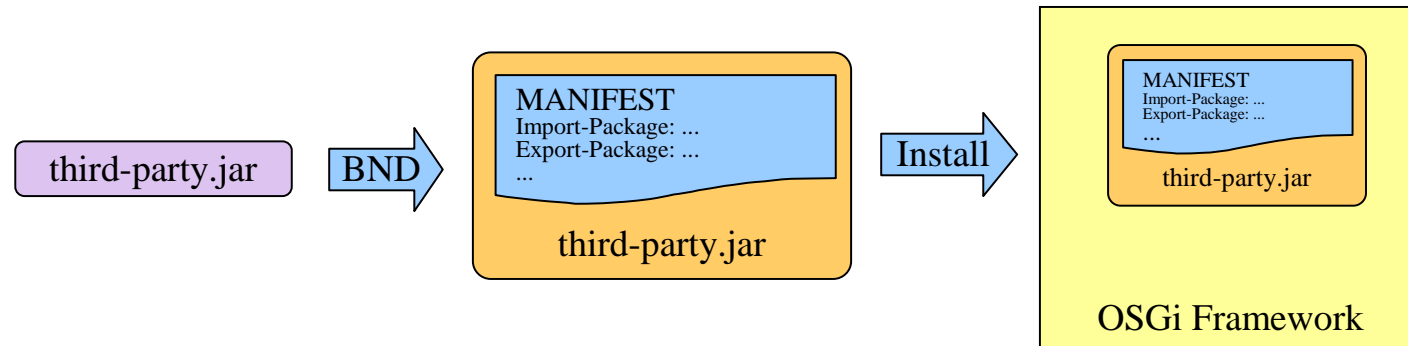 third-party.jar
BND
MANIFEST
Import-Package: ...
Export-Package: ...
...
third-party.jar
Install
MANIFEST
Import-Package: ...
Export-Package: ...
...
third-party.jar
OSGi Framework